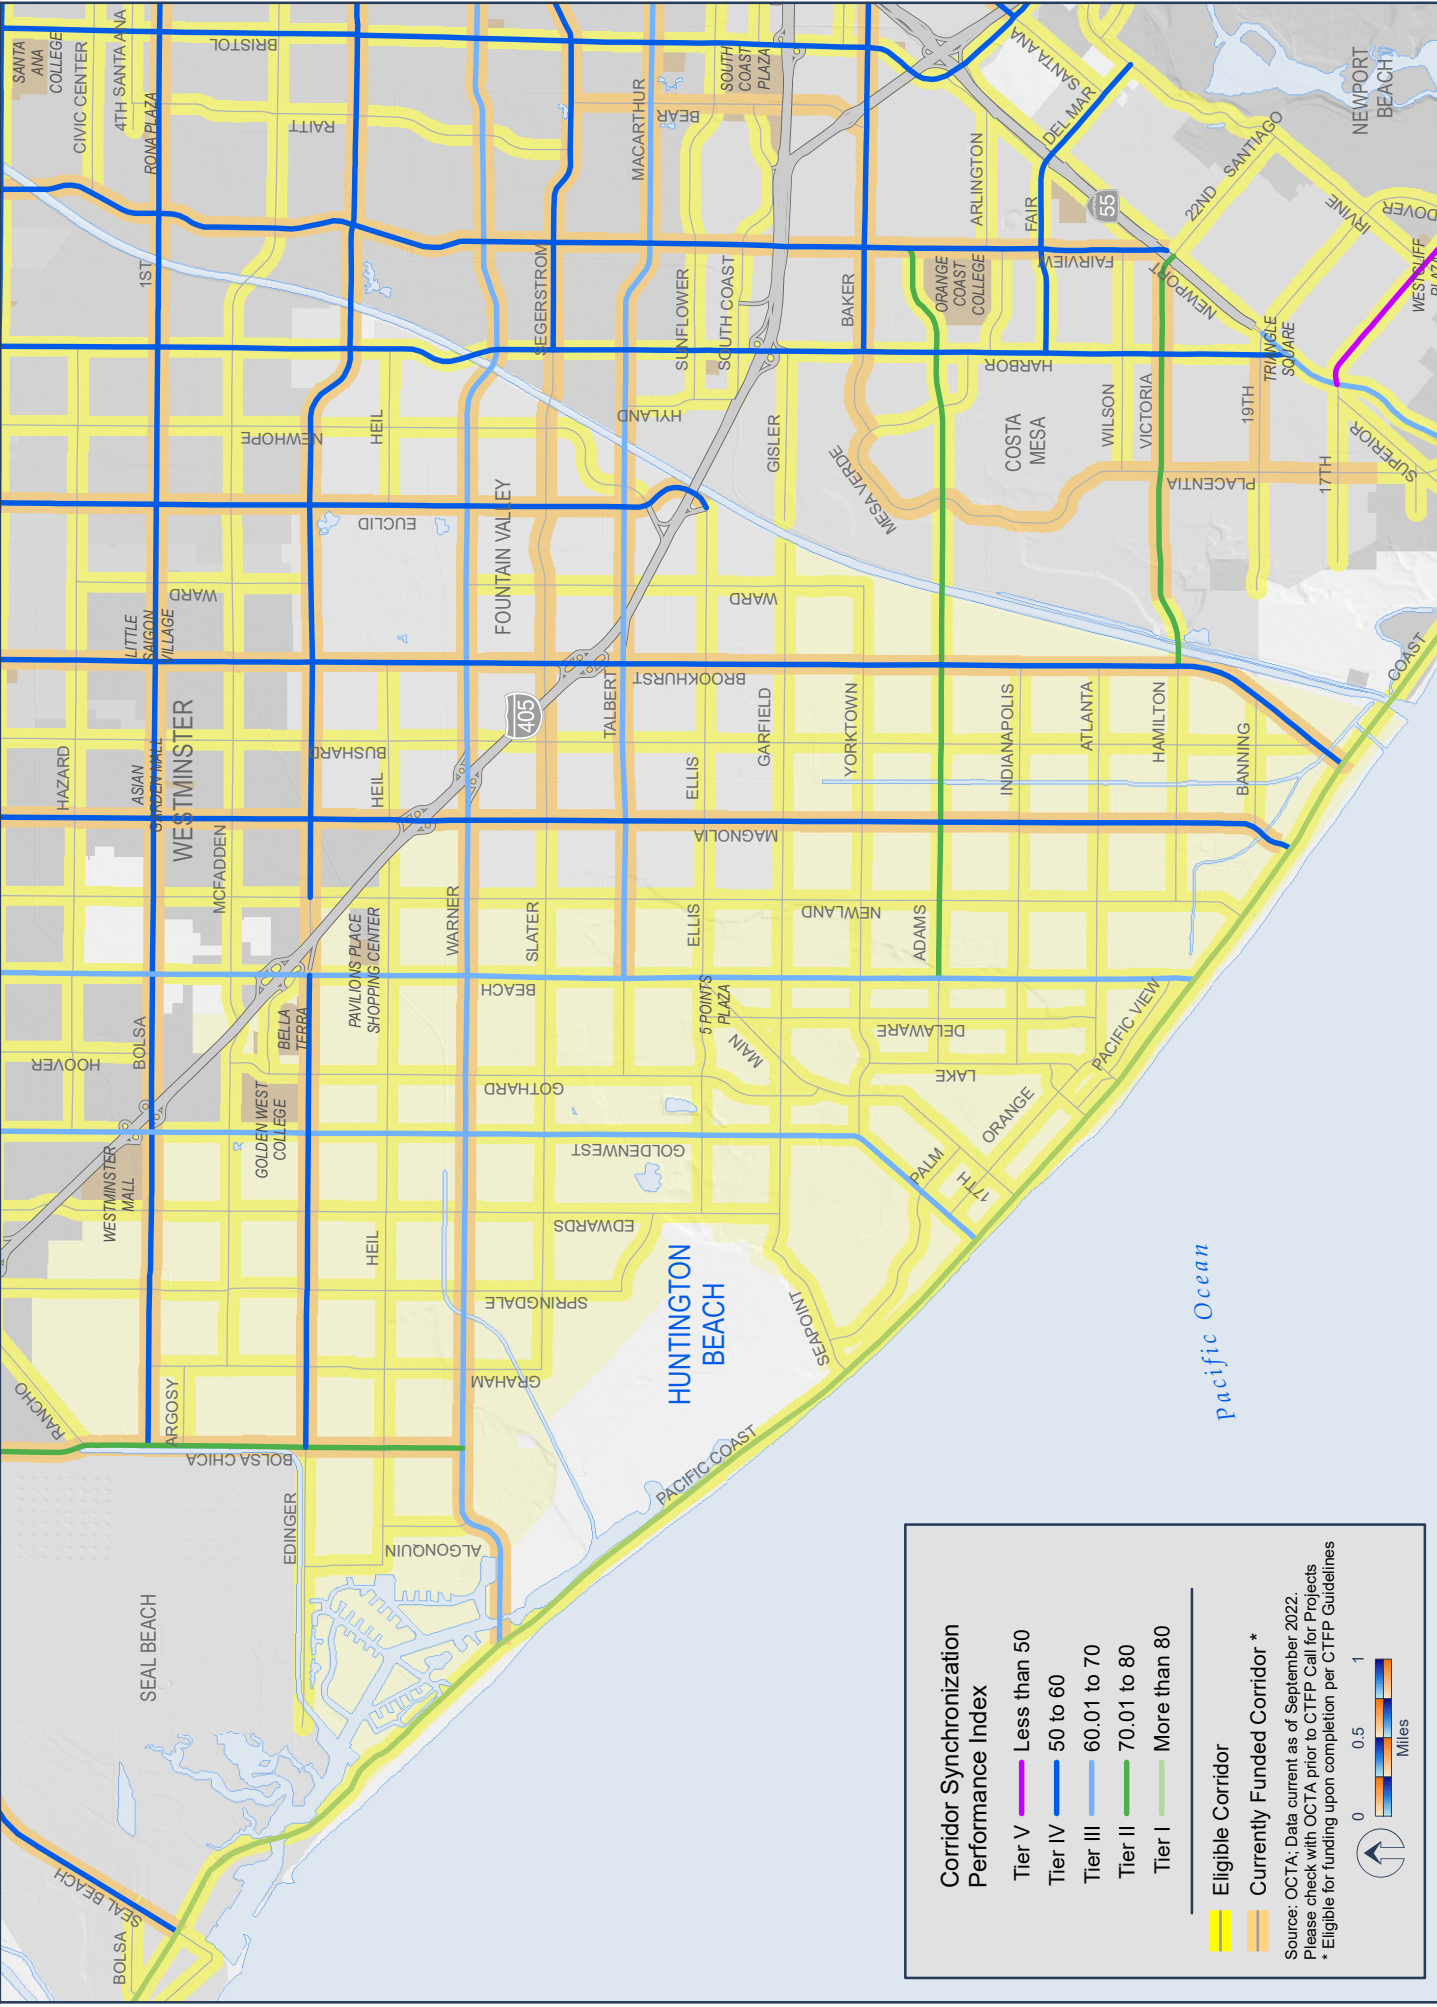 SEAL BEACH
BOLSA
SEAL BEACH
RANCHO
ARGOSY
BOLSA CHICA
EDINGER
ALGONQUIN
GRAHAM
SPRINGDALE
HEIL
EDWARDS
WESTMINSTER
MALL
GOLDEN WEST
COLLEGE
GOLDENWEST
GOTHARD
HOOVER
BOLSA
BELLA
TERRA
BEACH
PAVILIONS PLACE
SHOPPING CENTER
WARNER
SLATER
ELLIS
NEWLAND
ADAMS
5 POINTS
PLAZA
MAIN
DELAWARE
LAKE
ORANGE
PALM
17TH
PACIFIC VIEW
SEAPOINT
PACIFIC COAST
HUNTINGTON
BEACH
Pacific Ocean
HAZARD
ASIAN
GARDEN MALL
WESTMINSTER
MCFADDEN
BUSHARD
HEIL
MAGNOLIA
ELLIS
405
TALBERT
BROOKHURST
GARFIELD
YORKTOWN
INDIANAPOLIS
ATLANTA
HAMILTON
BANNING
COAST
LITTLE
SAIGON
VILLAGE
WARD
FOUNTAIN VALLEY
WARD
EUCLID
NEWHOPE
HEIL
HYLAND
GISLER
MESA VERDE
COSTA
MESA
WILSON
VICTORIA
PLACENTIA
19TH
17TH
SUPERIOR
TRIANGLE
SQUARE
HARBOR
1ST
SEGERSTROM
SUNFLOWER
SOUTH COAST
BAKER
ORANGE
COAST
COLLEGE
ARLINGTON
FAIR
FAIRVIEW
NEWPORT
55
22ND
SANTIAGO
IRVINE
DOVER
WESTCLIFF
DEL MAR
SANTA ANA
NEWPORT
BEACH
SANTA
ANA
COLLEGE
CIVIC CENTER
4TH SANTA ANA
RONA PLAZA
BRISTOL
RAITT
MACARTHUR
BEAR
SOUTH
COAST
PLAZA
Corridor Synchronization
Performance Index
Tier V Less than 50
Tier IV 50 to 60
Tier III 60.01 to 70
Tier II 70.01 to 80
Tier I More than 80
Eligible Corridor
Currently Funded Corridor *
Source: OCTA; Data current as of September 2022.
Please check with OCTA prior to CTFP Call for Projects
* Eligible for funding upon completion per CTFP Guidelines
0 0.5 1
Miles